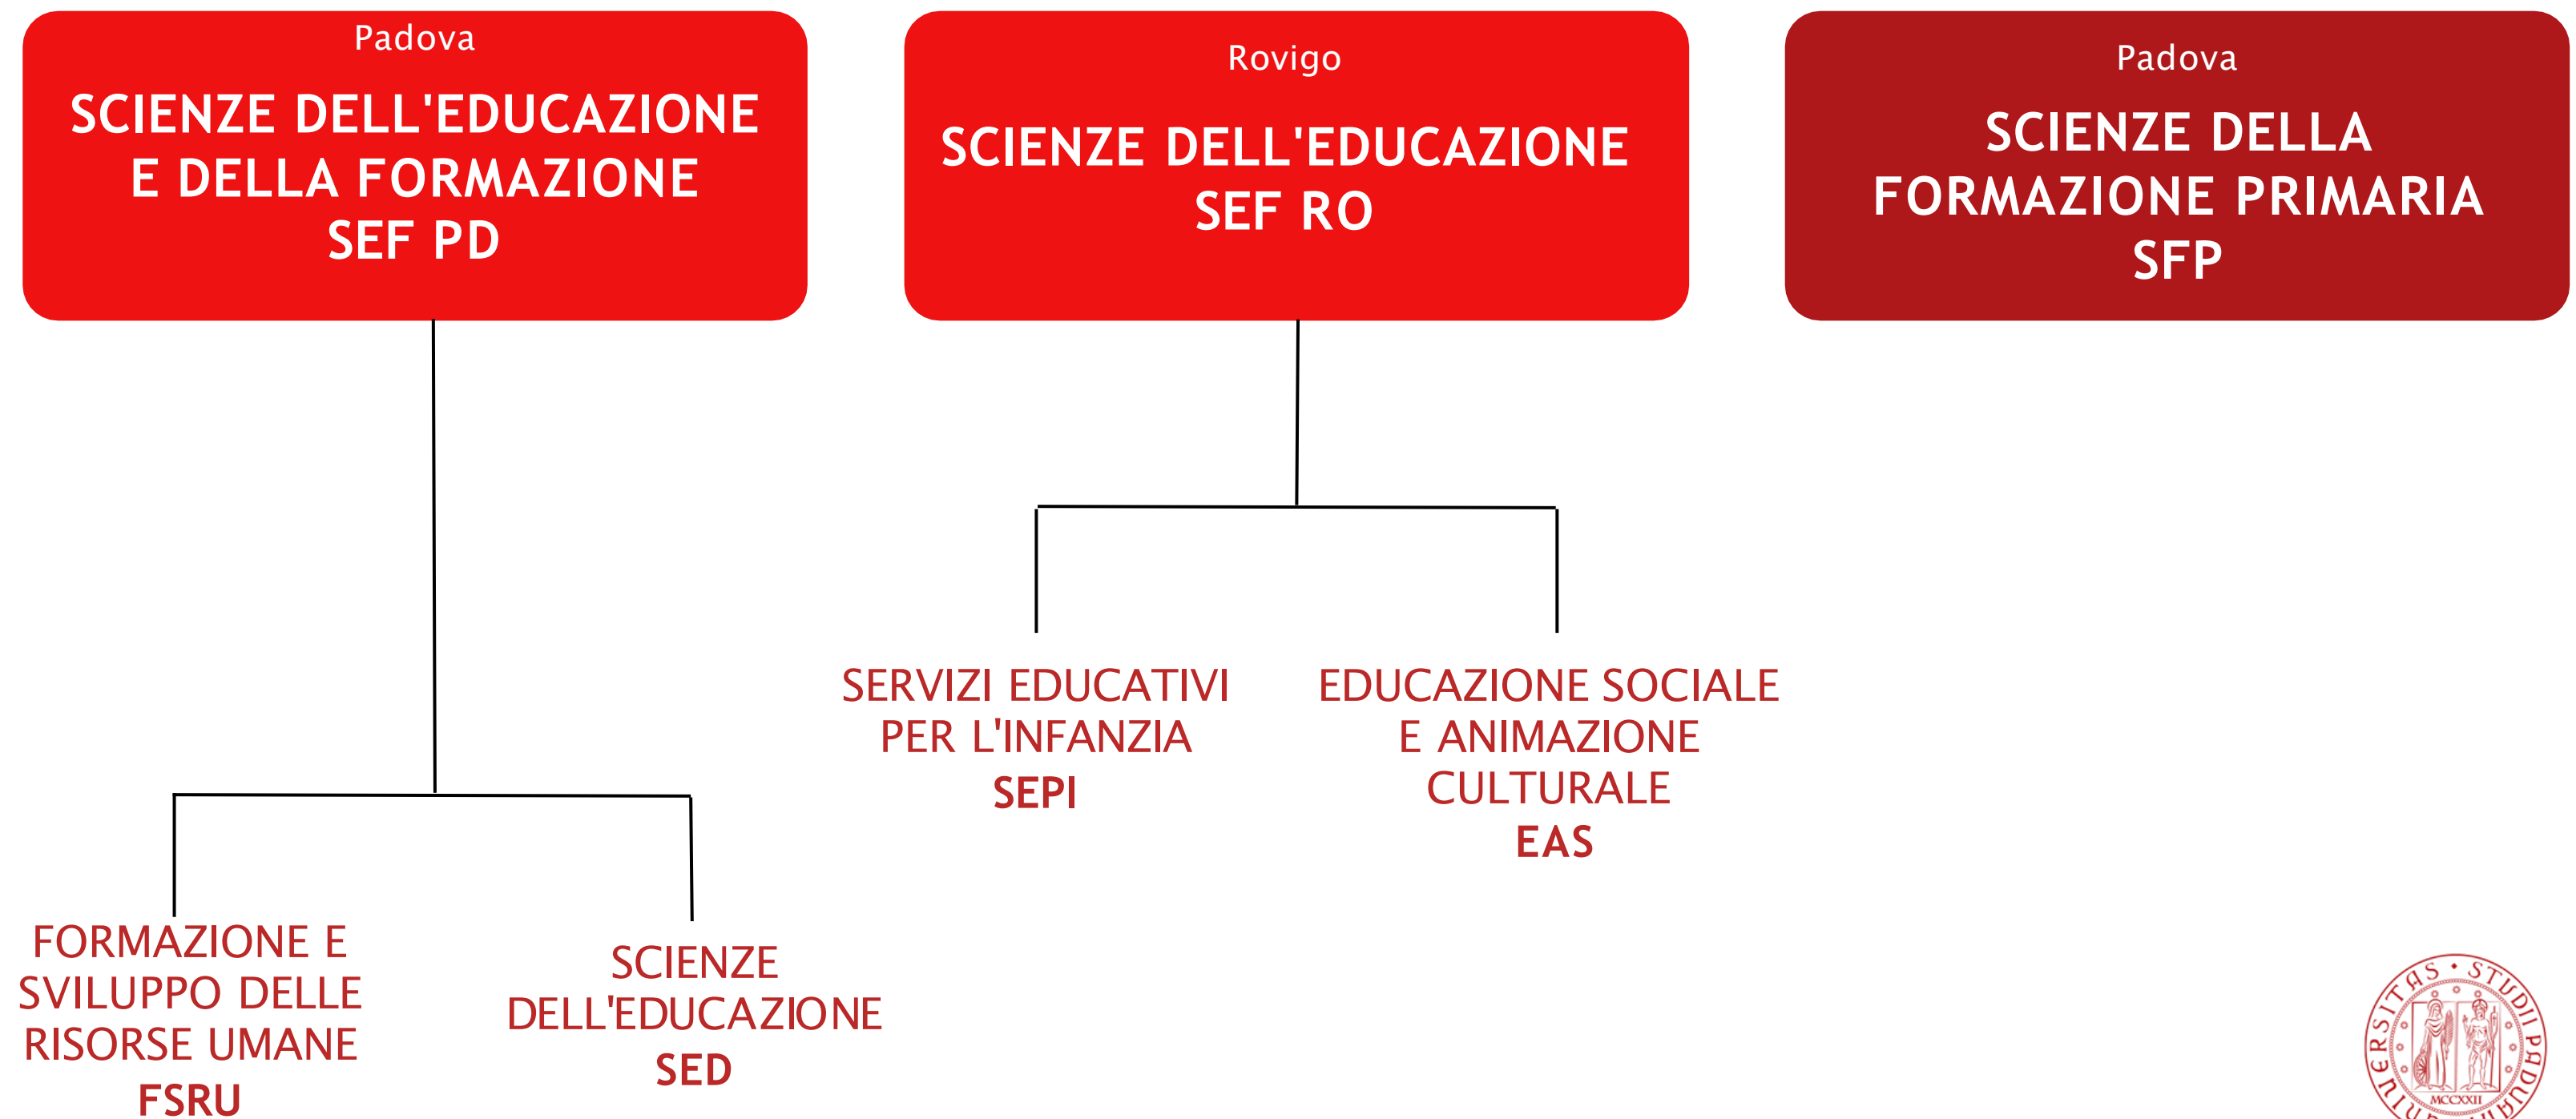 Padova
SCIENZE DELL'EDUCAZIONE
E DELLA FORMAZIONE
SEF PD
Rovigo
SCIENZE DELL'EDUCAZIONE
SEF RO
Padova
SCIENZE DELLA
FORMAZIONE PRIMARIA
SFP
SERVIZI EDUCATIVI
PER L'INFANZIA
SEPI
EDUCAZIONE SOCIALE
E ANIMAZIONE
CULTURALE
EAS
FORMAZIONE E
SVILUPPO DELLE
RISORSE UMANE
FSRU
SCIENZE
DELL'EDUCAZIONE
SED
STUDII
MCCXXII